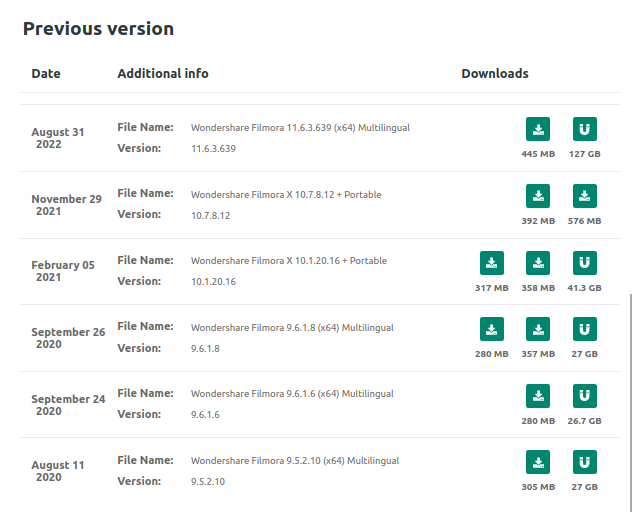 Previous version
Date Additional info Downloads
August 31 2022
File Name: Wondershare Filmora 11.6.3.639 (x64) Multilingual
Version: 11.6.3.639
445 MB 127 GB
November 29 2021
File Name: Wondershare Filmora X 10.7.8.12 + Portable
Version: 10.7.8.12
392 MB 576 MB
February 05 2021
File Name: Wondershare Filmora X 10.1.20.16 + Portable
Version: 10.1.20.16
317 MB 358 MB 41.3 GB
September 26 2020
File Name: Wondershare Filmora 9.6.1.8 (x64) Multilingual
Version: 9.6.1.8
280 MB 357 MB 27 GB
September 24 2020
File Name: Wondershare Filmora 9.6.1.6 (x64) Multilingual
Version: 9.6.1.6
280 MB 26.7 GB
August 11 2020
File Name: Wondershare Filmora 9.5.2.10 (x64) Multilingual
Version: 9.5.2.10
305 MB 27 GB